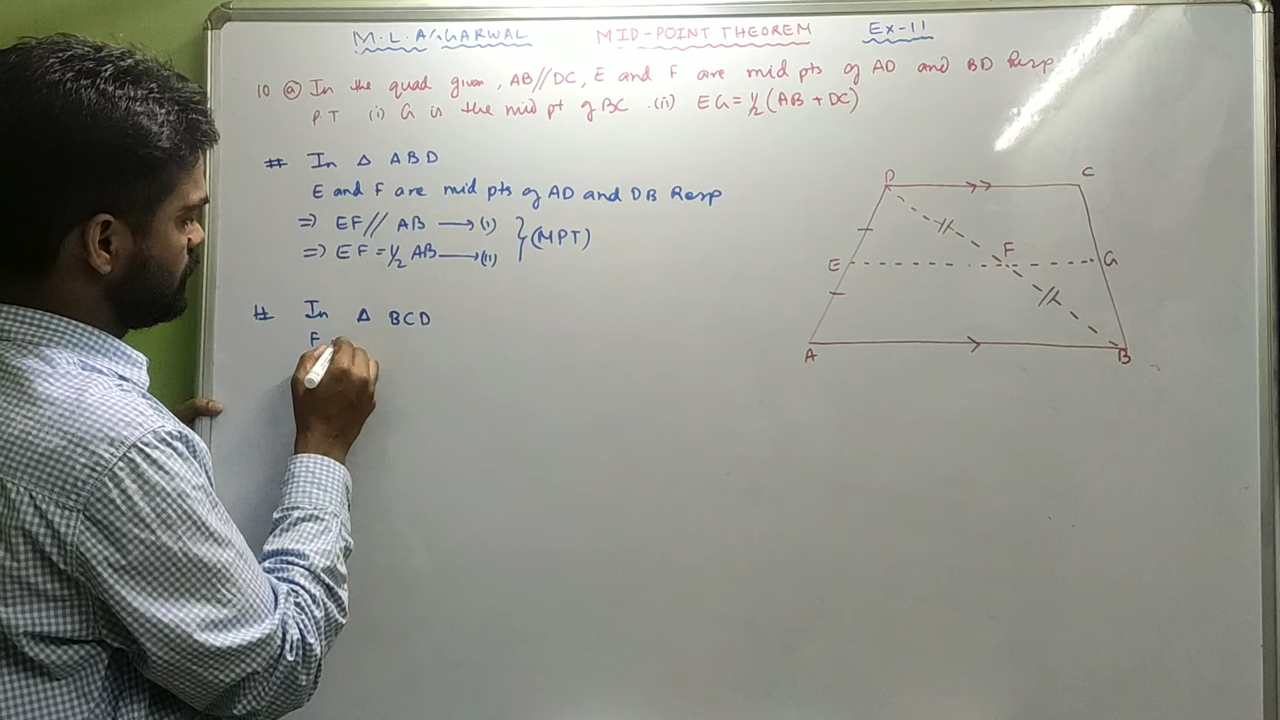 M.L. AGGARWAL MID-POINT THEOREM Ex-11
10 (a) In the quad given, AB//DC, E and F are mid pts of AD and BD Resp
P.T (i) G is the mid pt of BC. (ii) EG = 1/2 (AB + DC)
# In Δ ABD
E and F are mid pts of AD and DB Resp
⇒ EF // AB → (i)
⇒ EF = 1/2 AB → (ii)
} (MPT)
# In Δ BCD
F
D C
E F G
A B